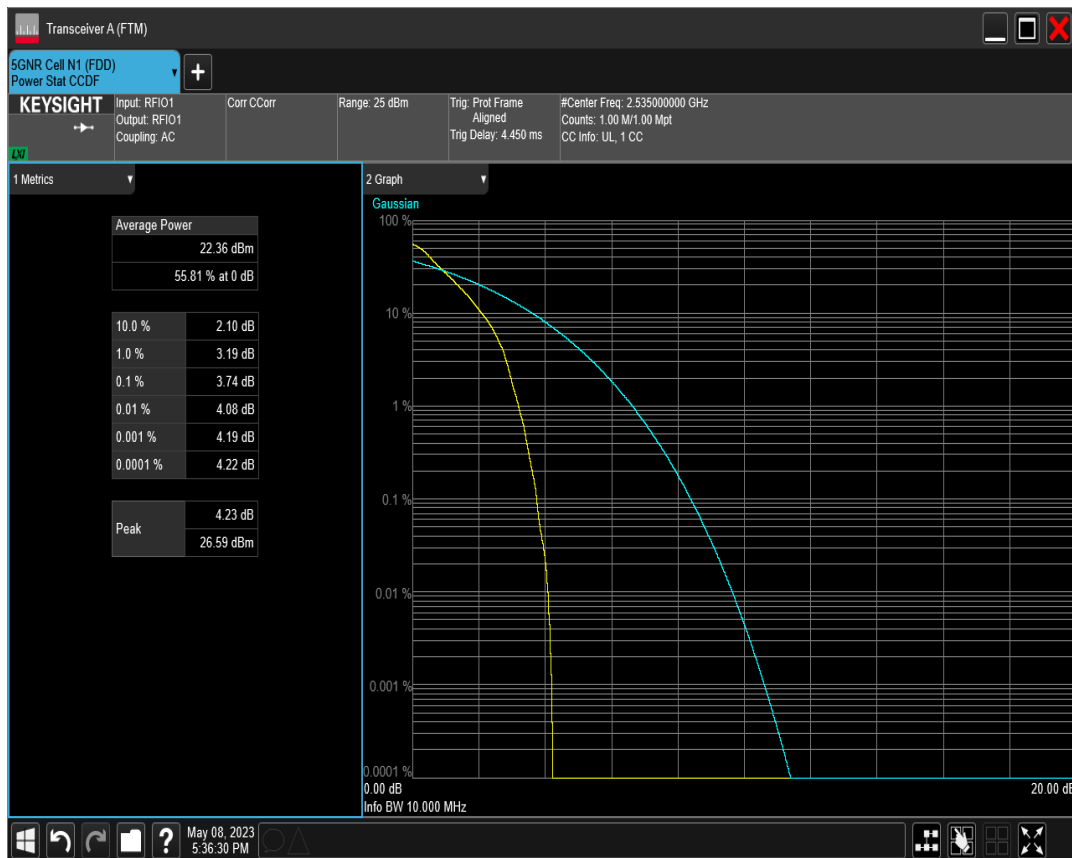 Transceiver A (FTM)
5GNR Cell N1 (FDD)
Power Stat CCDF
+
KEYSIGHT
LXI
Input: RFIO1
Output: RFIO1
Coupling: AC
Corr CCorr
Range: 25 dBm
Trig: Prot Frame
Aligned
Trig Delay: 4.450 ms
#Center Freq: 2.535000000 GHz
Counts: 1.00 M/1.00 Mpt
CC Info: UL, 1 CC
1 Metrics
Average Power
22.36 dBm
55.81 % at 0 dB
10.0 % 2.10 dB
1.0 % 3.19 dB
0.1 % 3.74 dB
0.01 % 4.08 dB
0.001 % 4.19 dB
0.0001 % 4.22 dB
Peak
4.23 dB
26.59 dBm
2 Graph
Gaussian
100 %
10 %
1 %
0.1 %
0.01 %
0.001 %
0.0001 %
0.00 dB 20.00 dB
Info BW 10.000 MHz
?
May 08, 2023
5:36:30 PM